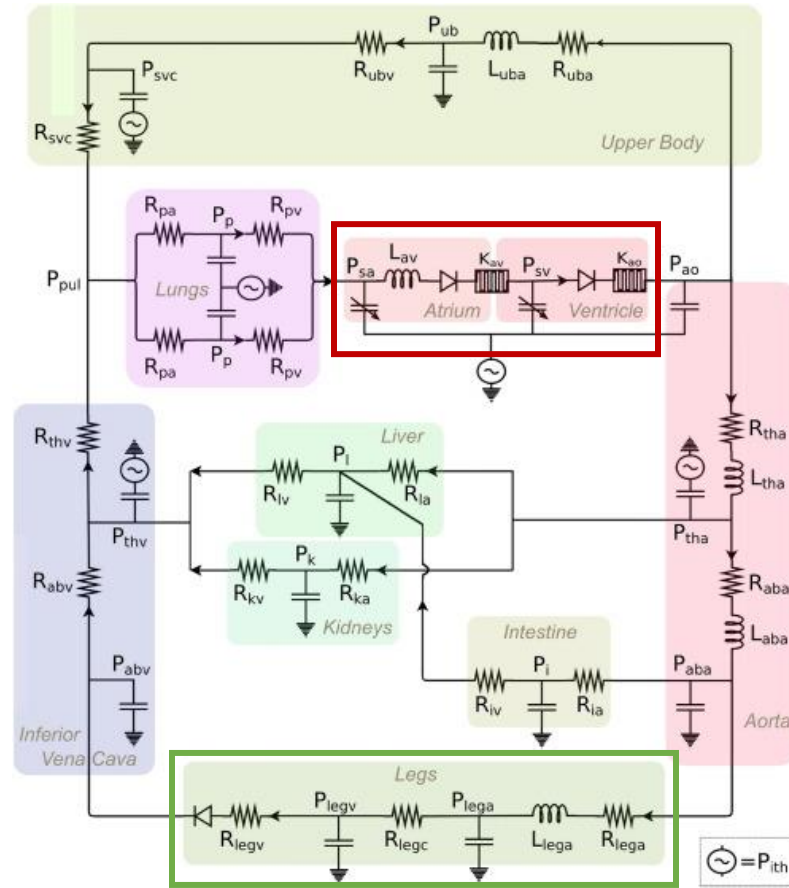 P_ub
R_ubv
L_uba
R_uba
P_svc
R_svc
Upper Body
R_pa
P_p
R_pv
P_pul
Lungs
R_pa
P_p
R_pv
P_sa
L_av
K_av
P_sv
K_ao
P_ao
Atrium
Ventricle
R_thv
P_thv
R_abv
P_abv
Inferior
Vena Cava
Liver
P_l
R_lv
R_la
P_k
R_kv
R_ka
Kidneys
Intestine
P_i
R_iv
R_ia
R_tha
L_tha
P_tha
R_aba
L_aba
P_aba
Aorta
Legs
P_legv
P_lega
R_legv
R_legc
L_lega
R_lega
=P_ith